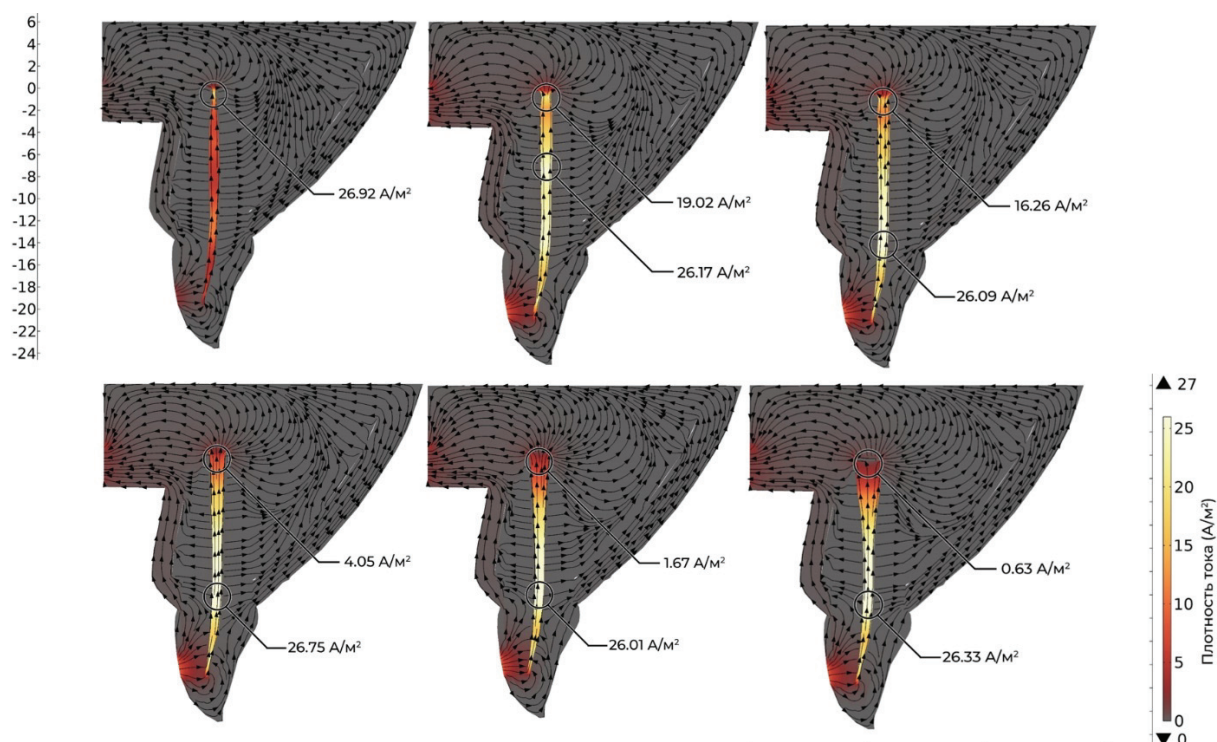 6
4
2
0
-2
-4
-6
-8
-10
-12
-14
-16
-18
-20
-22
-24
26.92 А/м²
19.02 А/м²
26.17 А/м²
16.26 А/м²
26.09 А/м²
4.05 А/м²
26.75 А/м²
1.67 А/м²
26.01 А/м²
0.63 А/м²
26.33 А/м²
27
25
20
15
10
5
0
0
Плотность тока (А/м²)